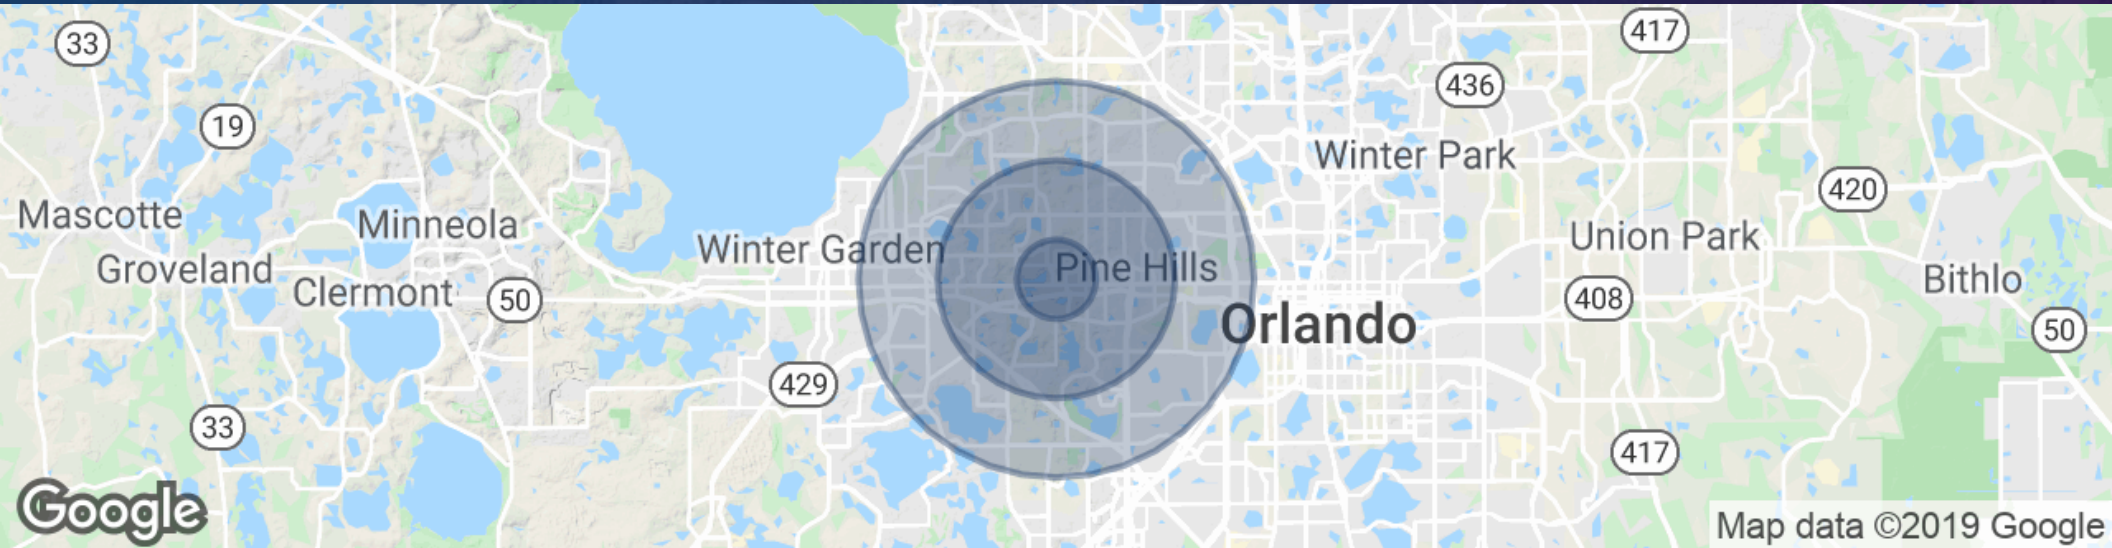 33
417
436
19
Winter Park
420
Mascotte
Minneola
Union Park
Winter Garden
Groveland
Pine Hills
Bithlo
Clermont
50
408
Orlando
50
429
33
417
Google
Map data ©2019 Google